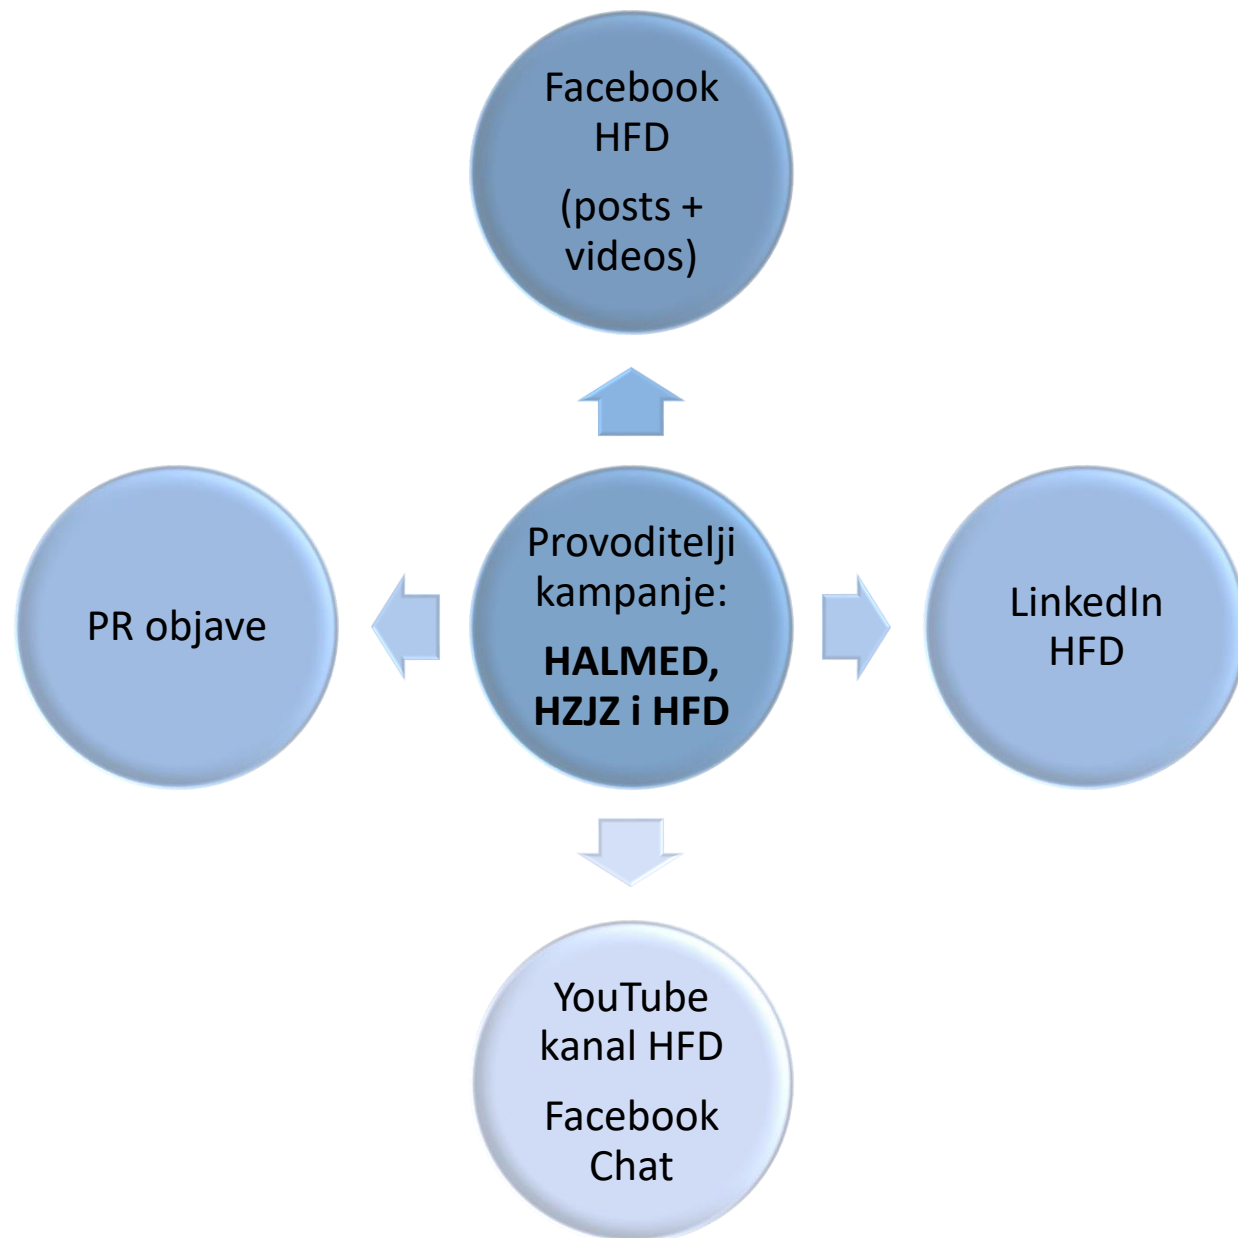 Facebook
HFD
(posts +
videos)
PR objave
Provoditelji
kampanje:
HALMED,
HZJZ i HFD
LinkedIn
HFD
YouTube
kanal HFD
Facebook
Chat